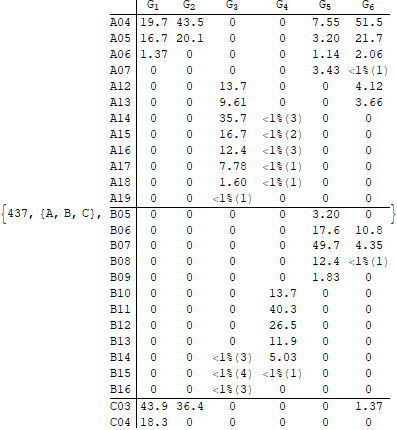 G1 G2 G3 G4 G5 G6
A04 19.7 43.5 0 0 7.55 51.5
A05 16.7 20.1 0 0 3.20 21.7
A06 1.37 0 0 0 1.14 2.06
A07 0 0 0 0 3.43 <1%(1)
A12 0 0 13.7 0 0 4.12
A13 0 0 9.61 0 0 3.66
A14 0 0 35.7 <1%(3) 0 0
A15 0 0 16.7 <1%(2) 0 0
A16 0 0 12.4 <1%(3) 0 0
A17 0 0 7.78 <1%(1) 0 0
A18 0 0 1.60 <1%(1) 0 0
A19 0 0 <1%(1) 0 0 0
{437, {A, B, C}, B05 0 0 0 0 3.20 0 }
B06 0 0 0 0 17.6 10.8
B07 0 0 0 0 49.7 4.35
B08 0 0 0 0 12.4 <1%(1)
B09 0 0 0 0 1.83 0
B10 0 0 0 13.7 0 0
B11 0 0 0 40.3 0 0
B12 0 0 0 26.5 0 0
B13 0 0 0 11.9 0 0
B14 0 0 <1%(3) 5.03 0 0
B15 0 0 <1%(4) <1%(1) 0 0
B16 0 0 <1%(3) 0 0 0
C03 43.9 36.4 0 0 0 1.37
C04 18.3 0 0 0 0 0